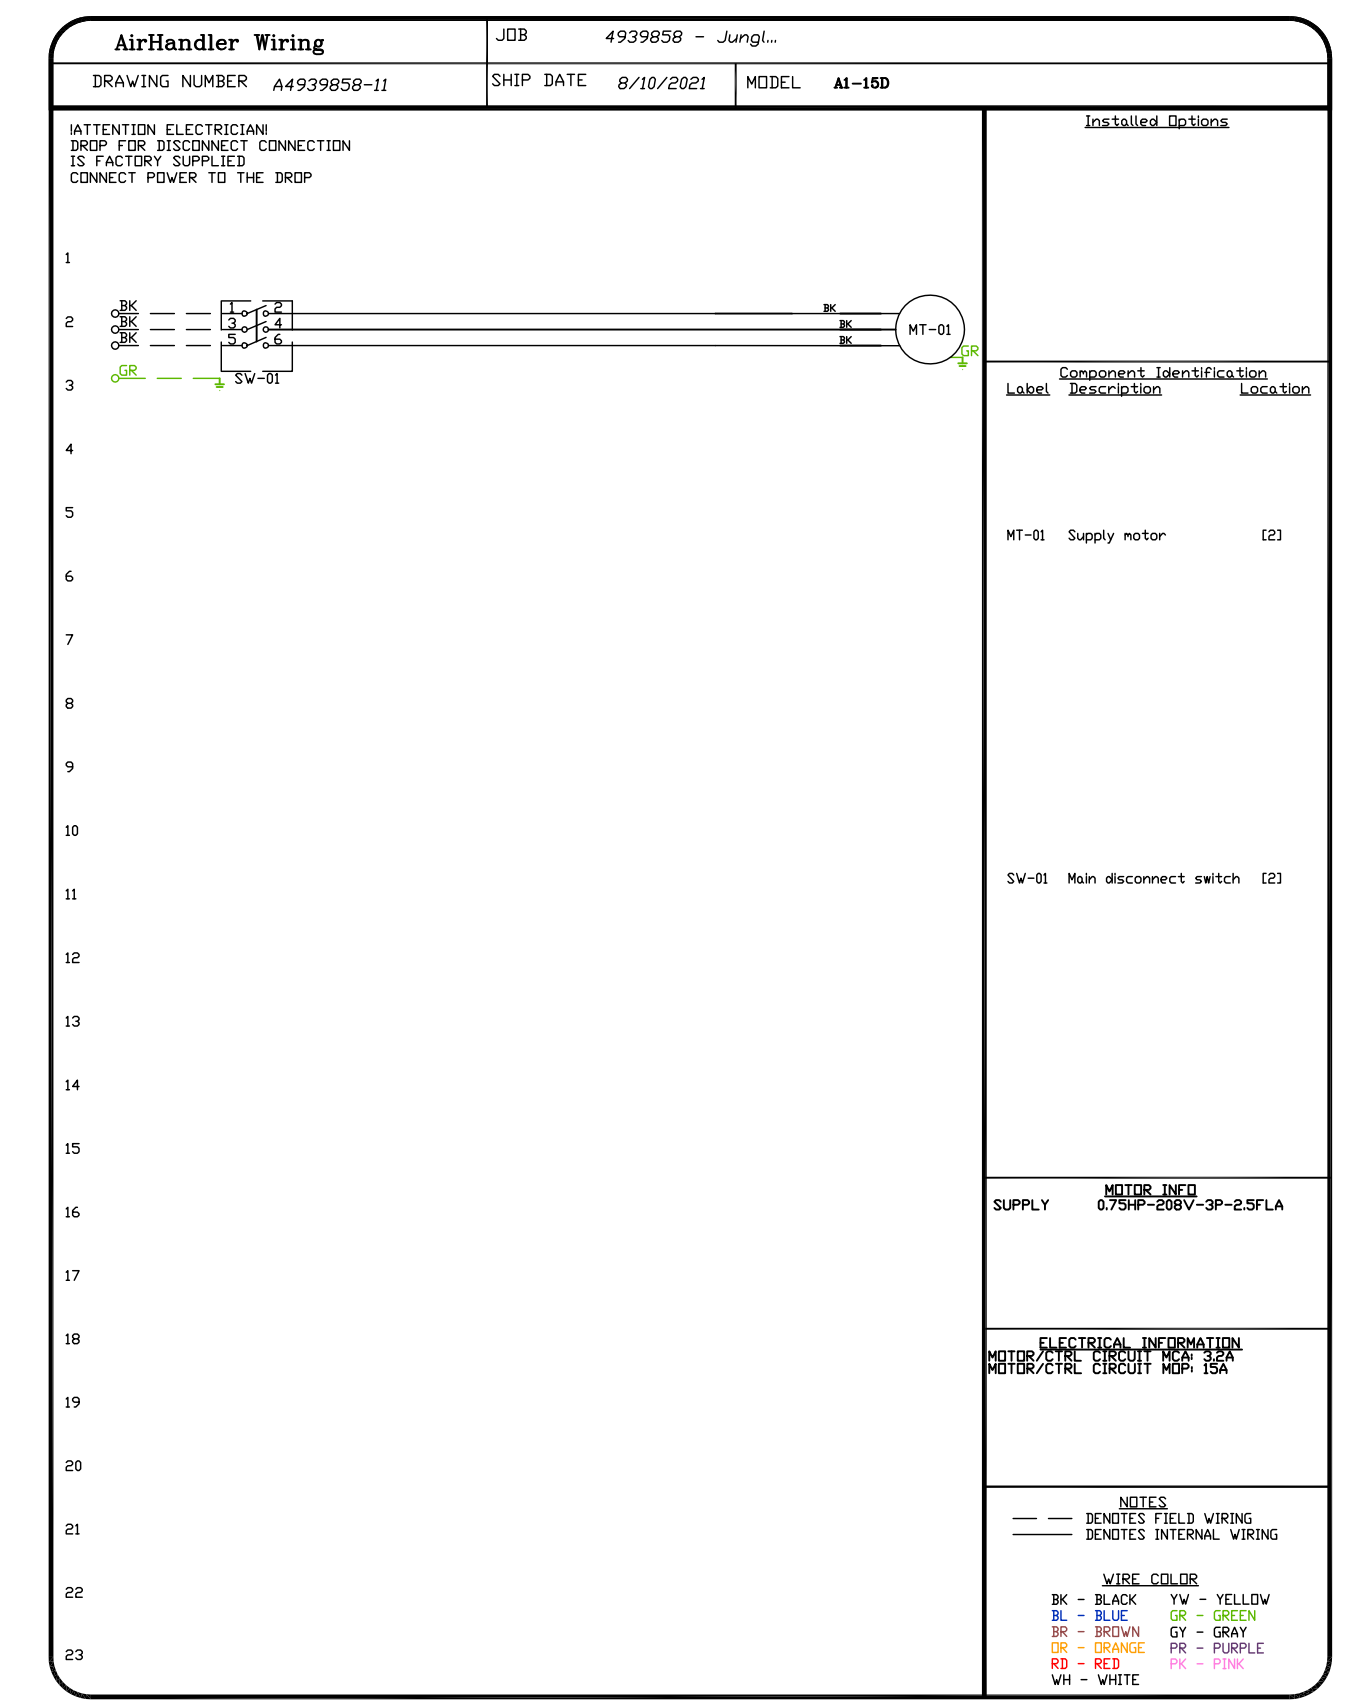 AirHandler Wiring
JOB 4939858 - Jungl...
DRAWING NUMBER A4939858-11
SHIP DATE 8/10/2021
MODEL A1-15D
!ATTENTION ELECTRICIAN!
DROP FOR DISCONNECT CONNECTION
IS FACTORY SUPPLIED
CONNECT POWER TO THE DROP
1
2
3
4
5
6
7
8
9
10
11
12
13
14
15
16
17
18
19
20
21
22
23
BK 1 2 BK
BK 3 4 BK MT-01
BK 5 6 BK GR
GR SW-01
Installed Options
Component Identification
Label Description Location
MT-01 Supply motor [2]
SW-01 Main disconnect switch [2]
MOTOR INFO
SUPPLY 0.75HP-208V-3P-2.5FLA
ELECTRICAL INFORMATION
MOTOR/CTRL CIRCUIT MCA: 3.2A
MOTOR/CTRL CIRCUIT MOP: 15A
NOTES
DENOTES FIELD WIRING
DENOTES INTERNAL WIRING
WIRE COLOR
BK - BLACK YW - YELLOW
BL - BLUE GR - GREEN
BR - BROWN GY - GRAY
OR - ORANGE PR - PURPLE
RD - RED PK - PINK
WH - WHITE